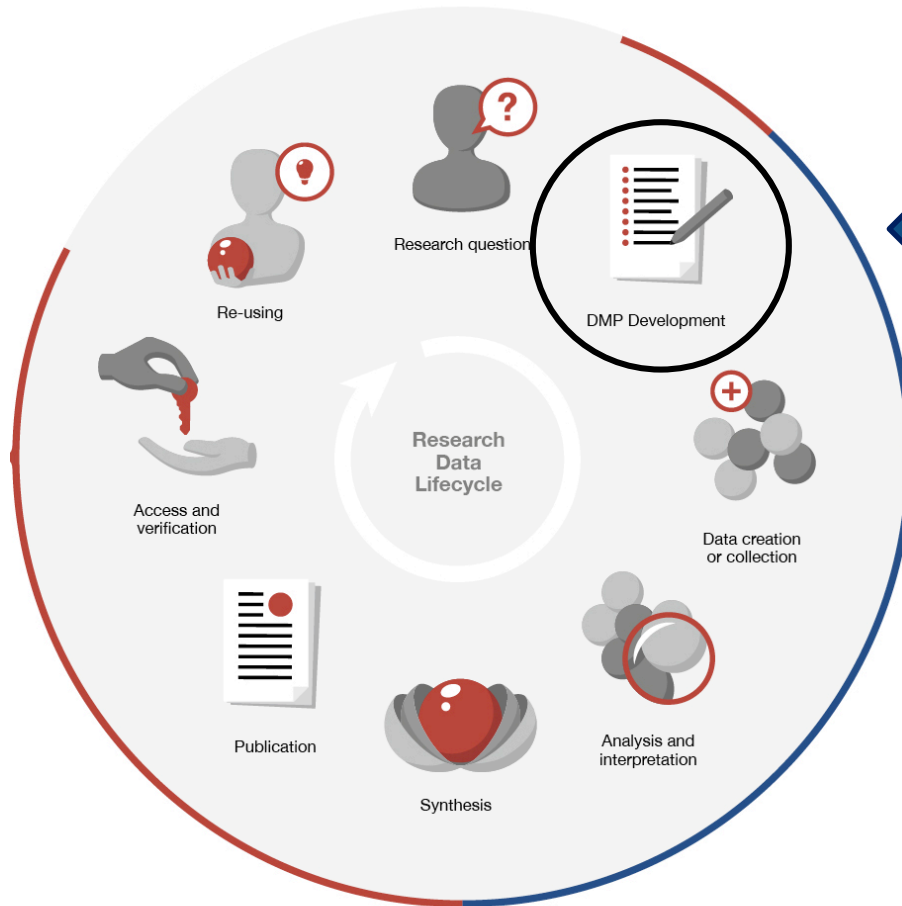 ?
Research question
DMP Development
Data creation
or collection
Analysis and
interpretation
Synthesis
Publication
Access and
verification
Re-using
Research
Data
Lifecycle